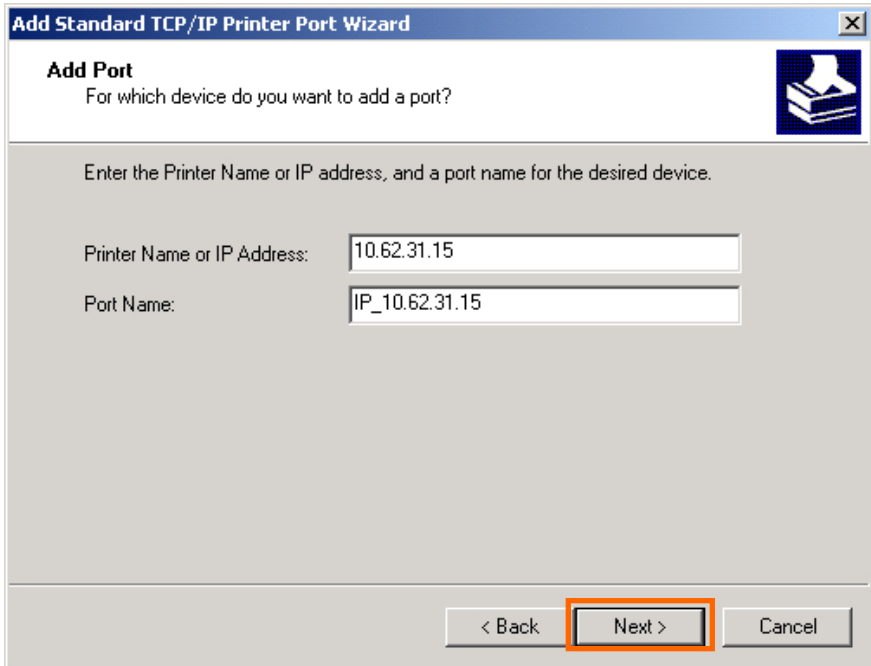 Add Standard TCP/IP Printer Port Wizard
Add Port
For which device do you want to add a port?
Enter the Printer Name or IP address, and a port name for the desired device.
Printer Name or IP Address: 10.62.31.15
Port Name: IP_10.62.31.15
< Back Next > Cancel